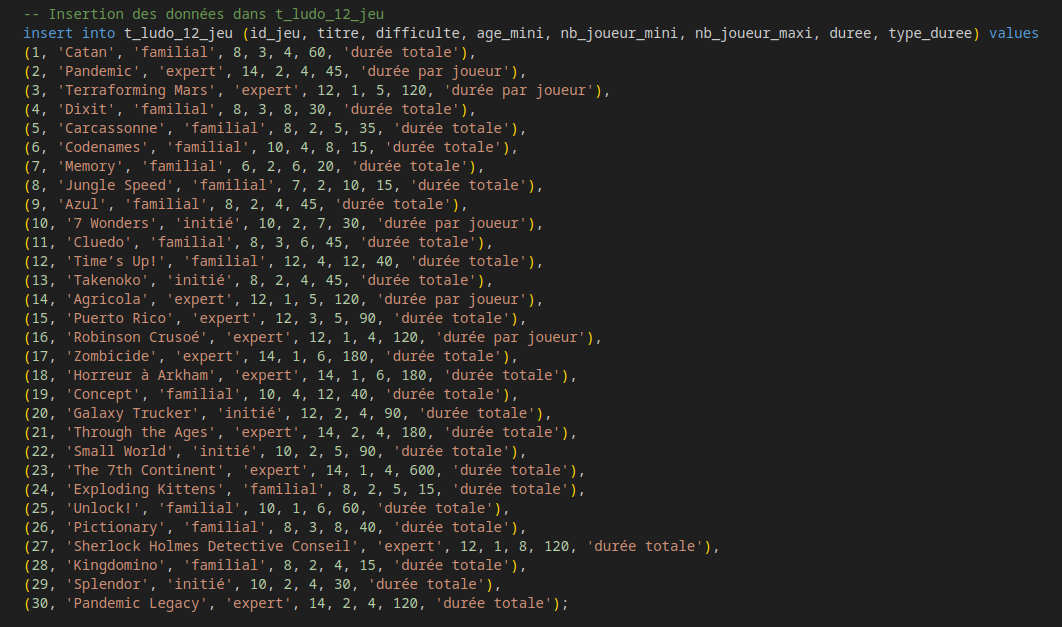 -- Insertion des données dans t_ludo_12_jeu
insert into t_ludo_12_jeu (id_jeu, titre, difficulte, age_mini, nb_joueur_mini, nb_joueur_maxi, duree, type_duree) values
(1, 'Catan', 'familial', 8, 3, 4, 60, 'durée totale'),
(2, 'Pandemic', 'expert', 14, 2, 4, 45, 'durée par joueur'),
(3, 'Terraforming Mars', 'expert', 12, 1, 5, 120, 'durée par joueur'),
(4, 'Dixit', 'familial', 8, 3, 8, 30, 'durée totale'),
(5, 'Carcassonne', 'familial', 8, 2, 5, 35, 'durée totale'),
(6, 'Codenames', 'familial', 10, 4, 8, 15, 'durée totale'),
(7, 'Memory', 'familial', 6, 2, 6, 20, 'durée totale'),
(8, 'Jungle Speed', 'familial', 7, 2, 10, 15, 'durée totale'),
(9, 'Azul', 'familial', 8, 2, 4, 45, 'durée totale'),
(10, '7 Wonders', 'initié', 10, 2, 7, 30, 'durée par joueur'),
(11, 'Cluedo', 'familial', 8, 3, 6, 45, 'durée totale'),
(12, 'Time’s Up!', 'familial', 12, 4, 12, 40, 'durée totale'),
(13, 'Takenoko', 'initié', 8, 2, 4, 45, 'durée totale'),
(14, 'Agricola', 'expert', 12, 1, 5, 120, 'durée par joueur'),
(15, 'Puerto Rico', 'expert', 12, 3, 5, 90, 'durée totale'),
(16, 'Robinson Crusoé', 'expert', 12, 1, 4, 120, 'durée par joueur'),
(17, 'Zombicide', 'expert', 14, 1, 6, 180, 'durée totale'),
(18, 'Horreur à Arkham', 'expert', 14, 1, 6, 180, 'durée totale'),
(19, 'Concept', 'familial', 10, 4, 12, 40, 'durée totale'),
(20, 'Galaxy Trucker', 'initié', 12, 2, 4, 90, 'durée totale'),
(21, 'Through the Ages', 'expert', 14, 2, 4, 180, 'durée totale'),
(22, 'Small World', 'initié', 10, 2, 5, 90, 'durée totale'),
(23, 'The 7th Continent', 'expert', 14, 1, 4, 600, 'durée totale'),
(24, 'Exploding Kittens', 'familial', 8, 2, 5, 15, 'durée totale'),
(25, 'Unlock!', 'familial', 10, 1, 6, 60, 'durée totale'),
(26, 'Pictionary', 'familial', 8, 3, 8, 40, 'durée totale'),
(27, 'Sherlock Holmes Detective Conseil', 'expert', 12, 1, 8, 120, 'durée totale'),
(28, 'Kingdomino', 'familial', 8, 2, 4, 15, 'durée totale'),
(29, 'Splendor', 'initié', 10, 2, 4, 30, 'durée totale'),
(30, 'Pandemic Legacy', 'expert', 14, 2, 4, 120, 'durée totale');